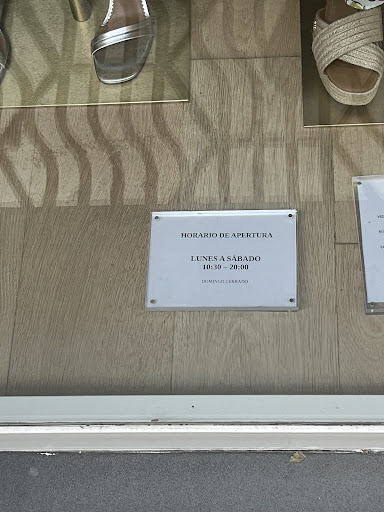 HORARIO DE APERTURA
LUNES A SÁBADO
10:30 – 20:00
DOMINGO CERRADO